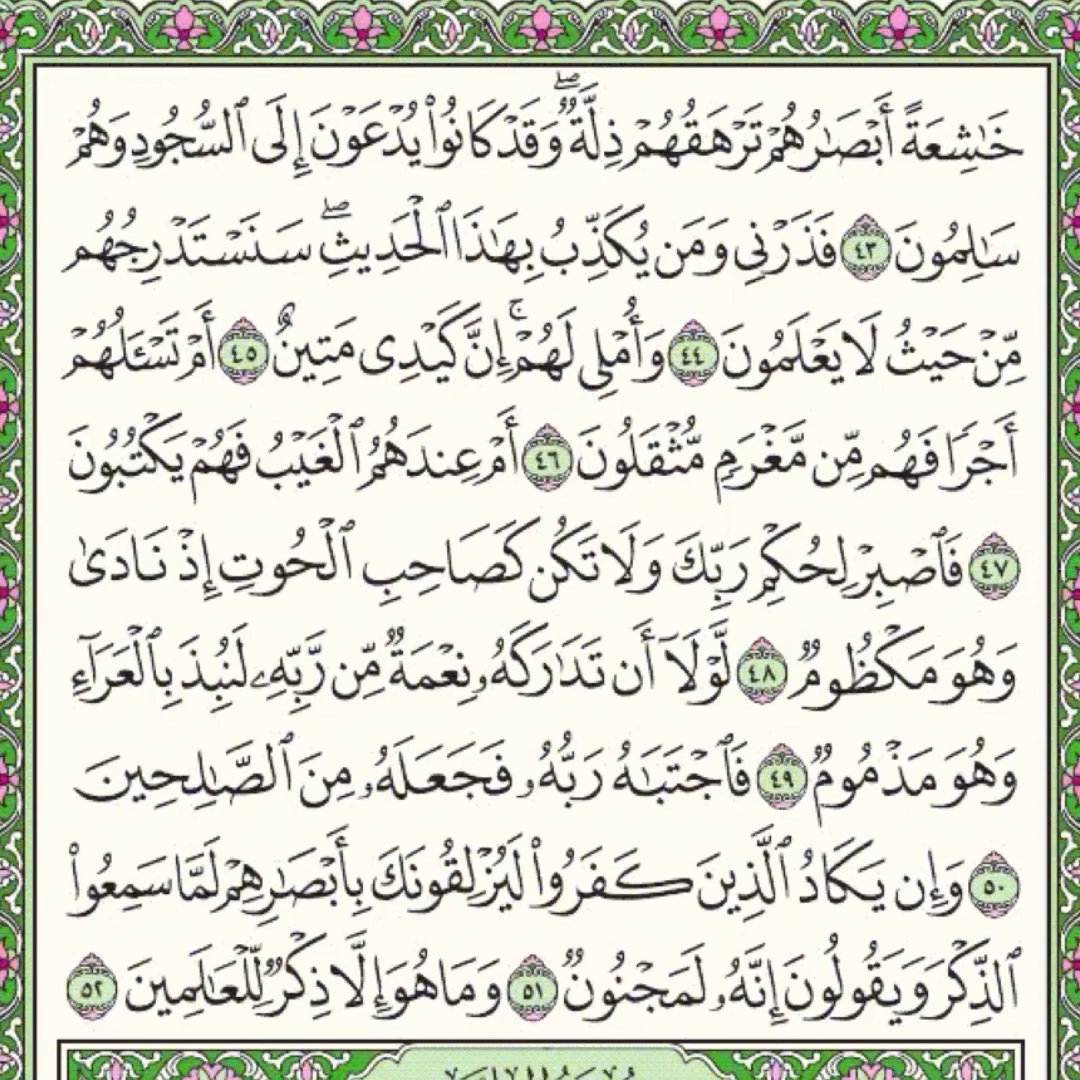 خَٰشِعَةً أَبْصَٰرُهُمْ تَرْهَقُهُمْ ذِلَّةٌۖ وَقَدْ كَانُوا۟ يُدْعَوْنَ إِلَى ٱلسُّجُودِ وَهُمْ
سَٰلِمُونَ ٤٣ فَذَرْنِى وَمَن يُكَذِّبُ بِهَٰذَا ٱلْحَدِيثِۖ سَنَسْتَدْرِجُهُم
مِّنْ حَيْثُ لَا يَعْلَمُونَ ٤٤ وَأُمْلِى لَهُمْۚ إِنَّ كَيْدِى مَتِينٌ ٤٥ أَمْ تَسْـَٔلُهُمْ
أَجْرًا فَهُم مِّن مَّغْرَمٍ مُّثْقَلُونَ ٤٦ أَمْ عِندَهُمُ ٱلْغَيْبُ فَهُمْ يَكْتُبُونَ
٤٧ فَٱصْبِرْ لِحُكْمِ رَبِّكَ وَلَا تَكُن كَصَاحِبِ ٱلْحُوتِ إِذْ نَادَىٰ
وَهُوَ مَكْظُومٌ ٤٨ لَّوْلَآ أَن تَدَٰرَكَهُۥ نِعْمَةٌ مِّن رَّبِّهِۦ لَنُبِذَ بِٱلْعَرَآءِ
وَهُوَ مَذْمُومٌ ٤٩ فَٱجْتَبَٰهُ رَبُّهُۥ فَجَعَلَهُۥ مِنَ ٱلصَّٰلِحِينَ
٥٠ وَإِن يَكَادُ ٱلَّذِينَ كَفَرُوا۟ لَيُزْلِقُونَكَ بِأَبْصَٰرِهِمْ لَمَّا سَمِعُوا۟
ٱلذِّكْرَ وَيَقُولُونَ إِنَّهُۥ لَمَجْنُونٌ ٥١ وَمَا هُوَ إِلَّا ذِكْرٌ لِّلْعَٰلَمِينَ ٥٢